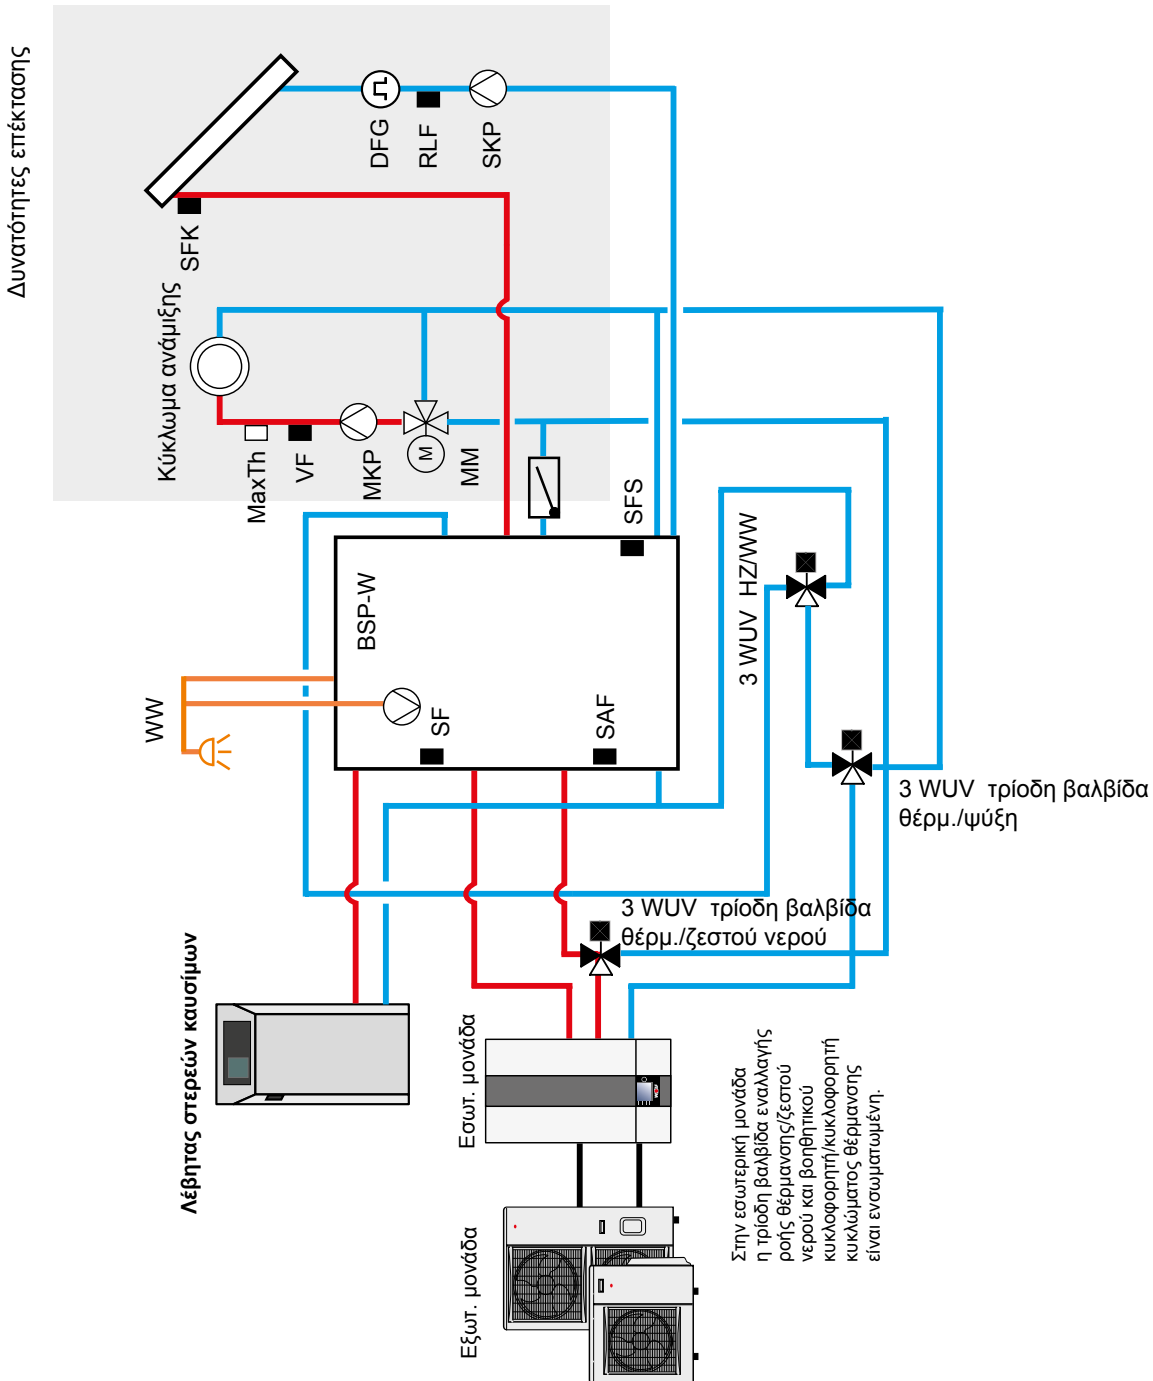 Δυνατότητες επέκτασης
DFG
RLF
SKP
SFK
Κύκλωμα ανάμιξης
MaxTh
VF
MKP
M
MM
SFS
BSP-W
3 WUV HZ/WW
WW
SF
SAF
3 WUV τρίοδη βαλβίδα
θέρμ./ψύξη
3 WUV τρίοδη βαλβίδα
θέρμ./ζεστού νερού
Λέβητας στερεών καυσίμων
Εσωτ. μονάδα
Εξωτ. μονάδα
Στην εσωτερική μονάδα
η τρίοδη βαλβίδα εναλλαγής
ροής θέρμανσης/ζεστού
νερού και βοηθητικού
κυκλοφορητή/κυκλοφορητή
κυκλώματος θέρμανσης
είναι ενσωματωμένη.